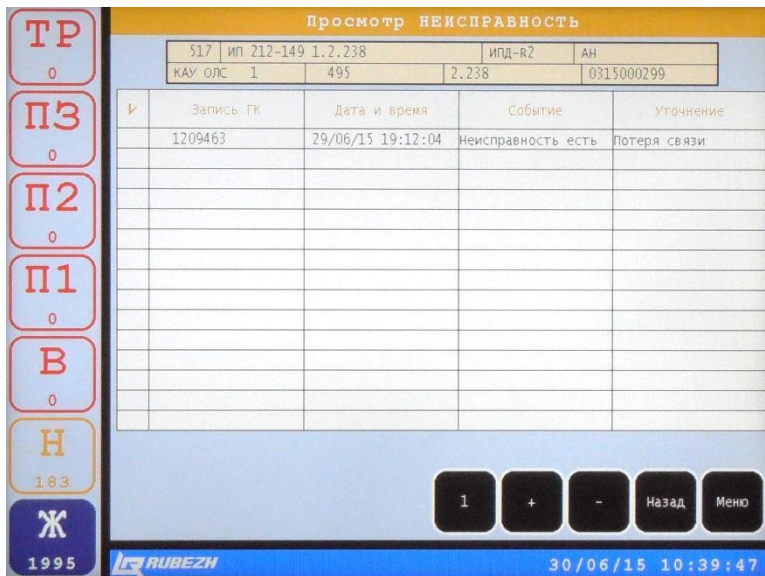 Просмотр НЕИСПРАВНОСТЬ
517 ИП 212-149 1.2.238 ИПД-R2 АН
КАУ ОЛС 1 495 2.238 0315000299
V Запись ГК Дата и время Событие Уточнение
1209463 29/06/15 19:12:04 Неисправность есть Потеря связи
ТР
0
П3
0
П2
0
П1
0
В
0
Н
183
Ж
1995
1 + - Назад Меню
RUBEZH 30/06/15 10:39:47